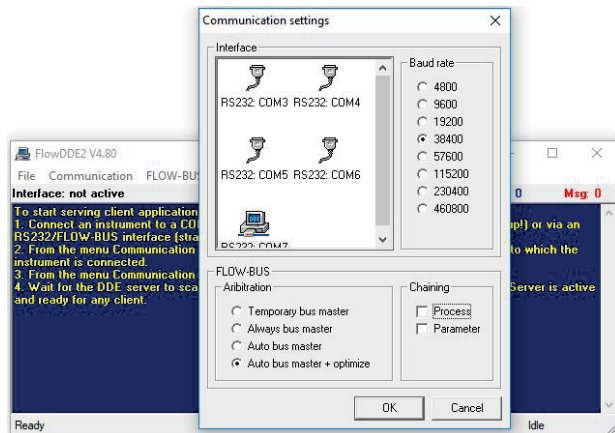 Communication settings
Interface
RS232: COM3 RS232: COM4
RS232: COM5 RS232: COM6
RS232: COM7
Baud rate
4800
9600
19200
38400
57600
115200
230400
460800
FLOW-BUS
Arbitration
Temporary bus master
Always bus master
Auto bus master
Auto bus master + optimize
Chaining
Process
Parameter
OK Cancel
FlowDDE2 V4.80
File Communication FLOW-BUS
Interface: not active 0 Msg: 0
To start serving client application
1. Connect an instrument to a CO up!) or via an
RS232/FLOW-BUS interface (stra
2. From the menu Communication to which the
instrument is connected.
3. From the menu Communication
4. Wait for the DDE server to sca Server is active
and ready for any client.
Ready Idle